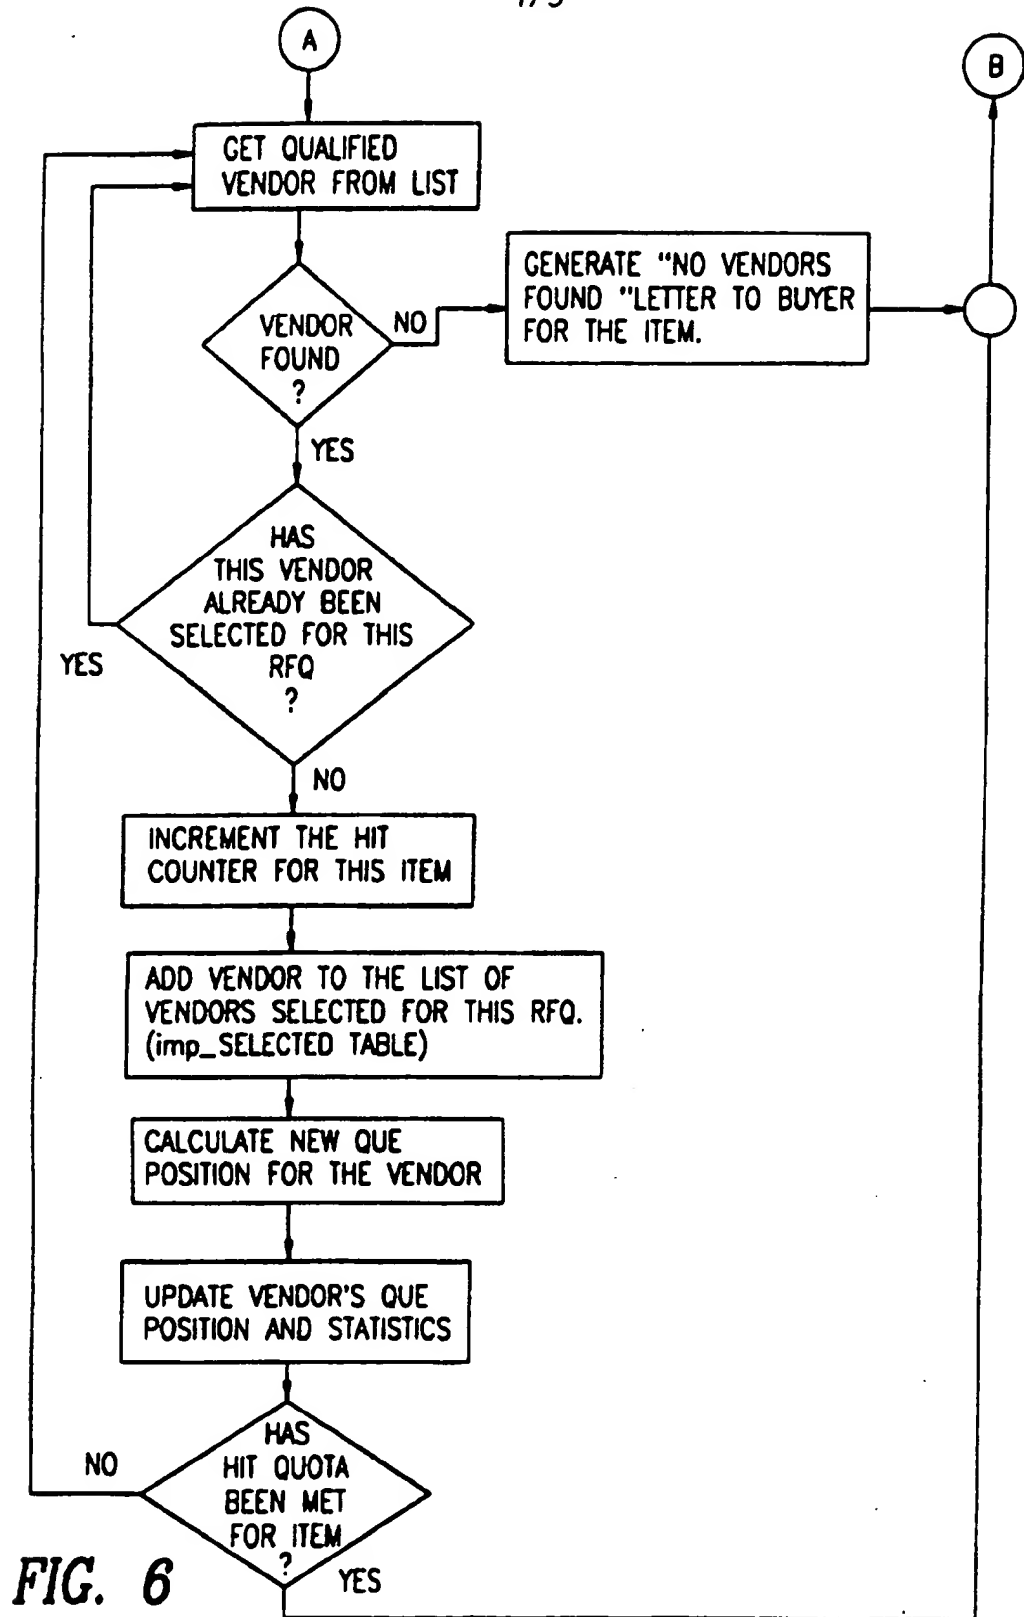 A
B
GET QUALIFIED
VENDOR FROM LIST
GENERATE "NO VENDORS
FOUND "LETTER TO BUYER
FOR THE ITEM.
VENDOR
FOUND
?
NO
YES
HAS
THIS VENDOR
ALREADY BEEN
SELECTED FOR THIS
RFQ
?
YES
NO
INCREMENT THE HIT
COUNTER FOR THIS ITEM
ADD VENDOR TO THE LIST OF
VENDORS SELECTED FOR THIS RFQ.
(imp_SELECTED TABLE)
CALCULATE NEW QUE
POSITION FOR THE VENDOR
UPDATE VENDOR'S QUE
POSITION AND STATISTICS
HAS
HIT QUOTA
BEEN MET
FOR ITEM
?
NO
YES
FIG. 6